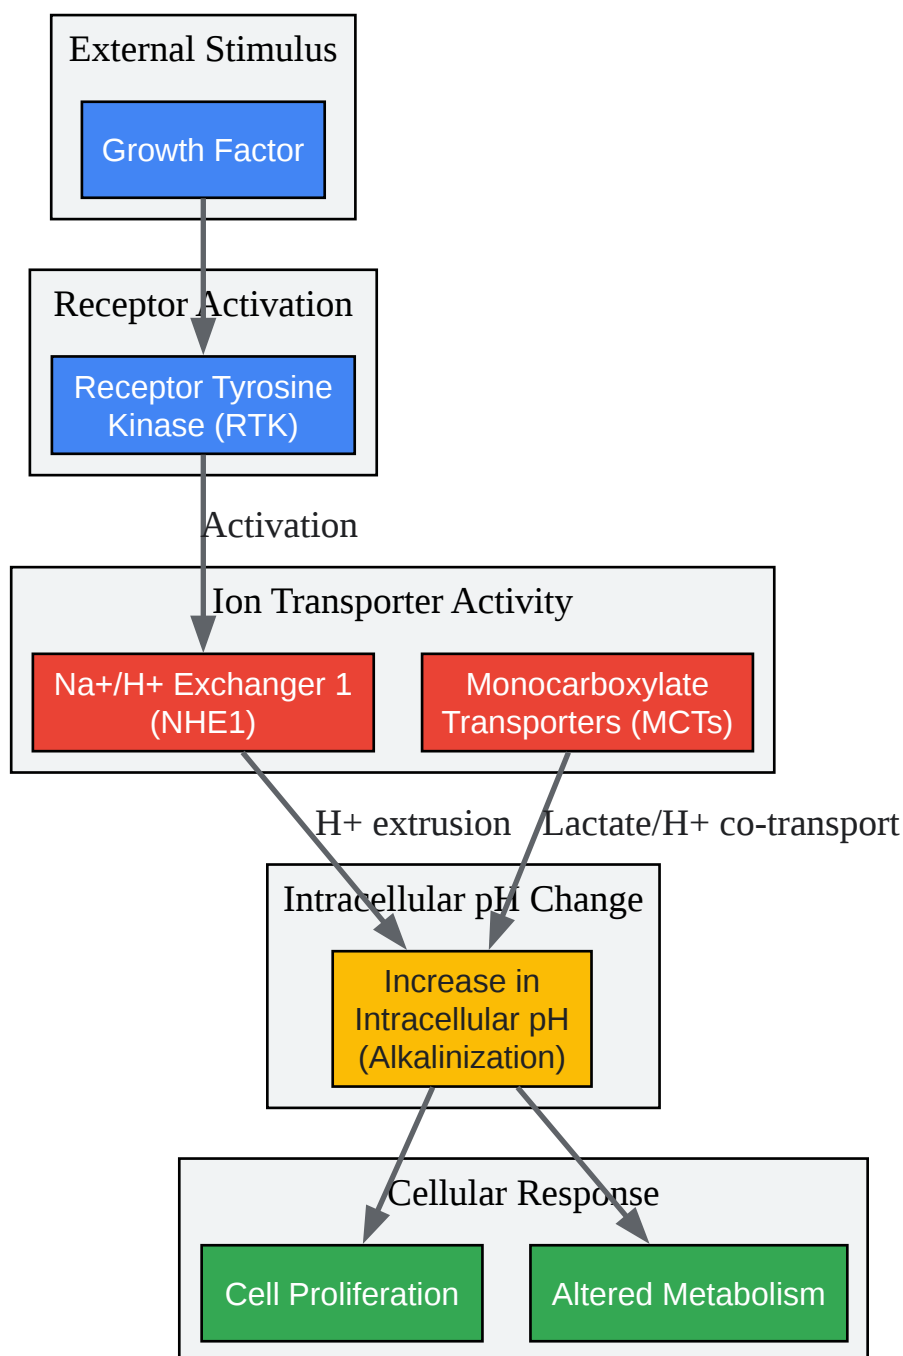 External Stimulus
Growth Factor
Receptor Activation
Receptor Tyrosine
Kinase (RTK)
Activation
Ion Transporter Activity
Na+/H+ Exchanger 1
(NHE1)
Monocarboxylate
Transporters (MCTs)
H+ extrusion
Lactate/H+ co-transport
Intracellular pH Change
Increase in
Intracellular pH
(Alkalinization)
Cellular Response
Cell Proliferation
Altered Metabolism